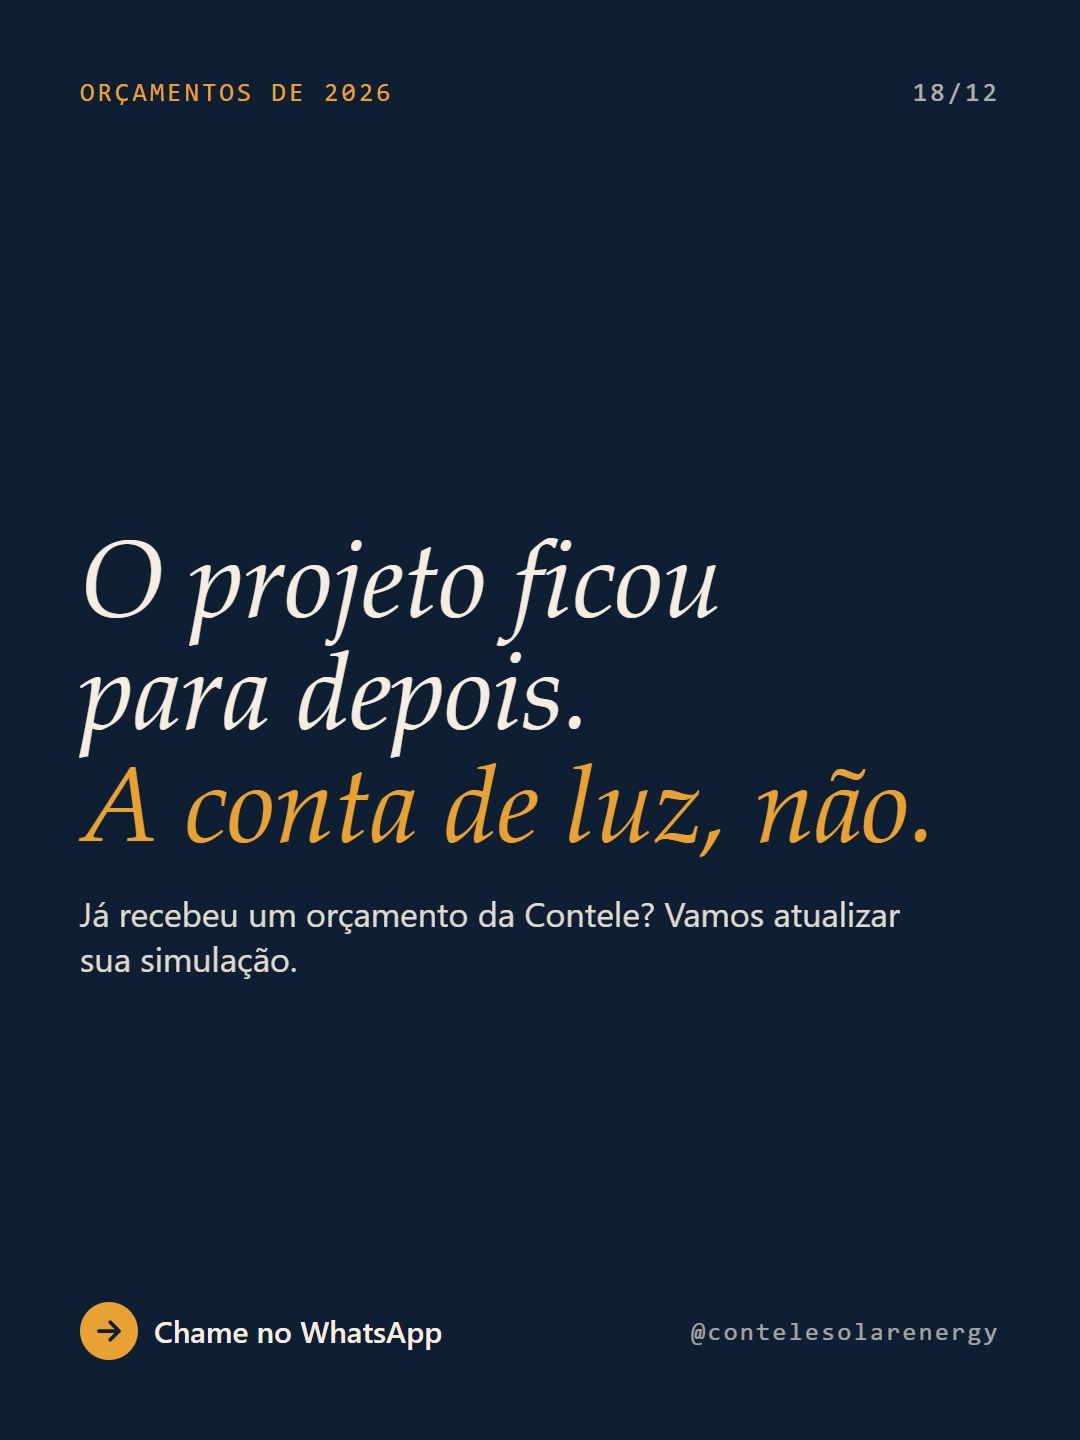 ORÇAMENTOS DE 2026
18/12
O projeto ficou
para depois.
A conta de luz, não.
Já recebeu um orçamento da Contele? Vamos atualizar
sua simulação.
Chame no WhatsApp
@contelesolarenergy